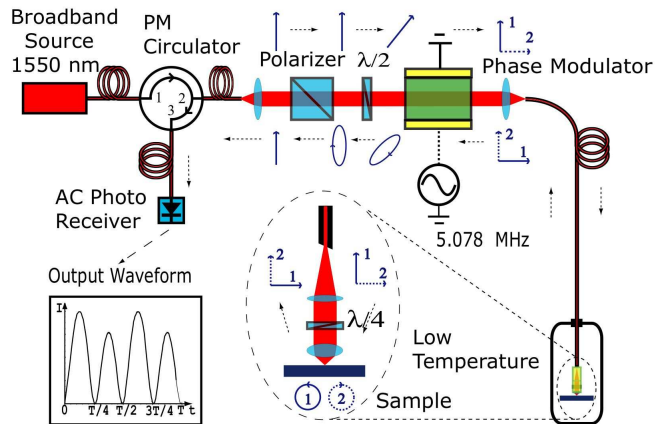 Broadband
Source
1550 nm
PM
Circulator
1
2
3
Polarizer
λ/2
1
2
Phase Modulator
2
1
AC Photo
Receiver
5.078 MHz
Output Waveform
I
0
T/4
T/2
3T/4
T
t
2
1
1
2
λ/4
Low
Temperature
1
2
Sample